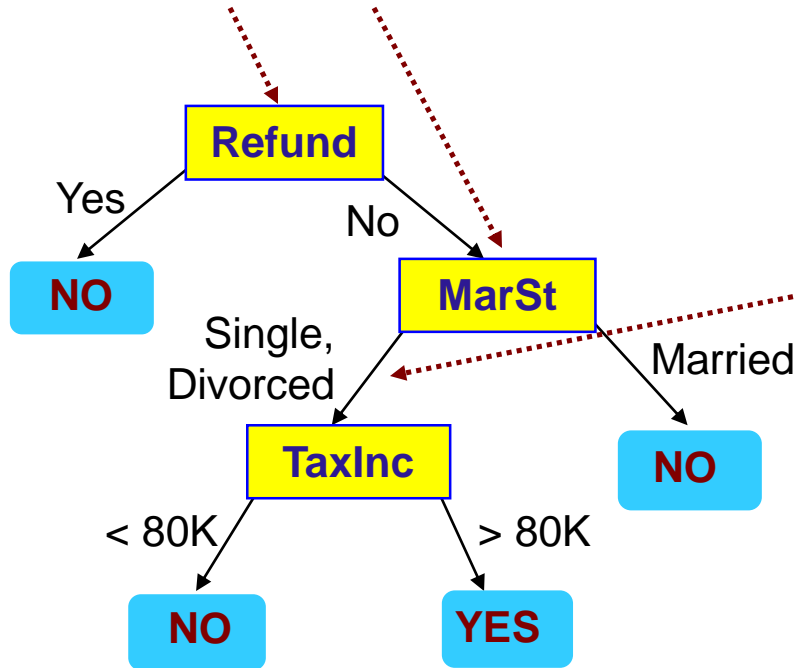 Refund
Yes
No
NO
MarSt
Single,
Divorced
Married
TaxInc
NO
< 80K
> 80K
NO
YES